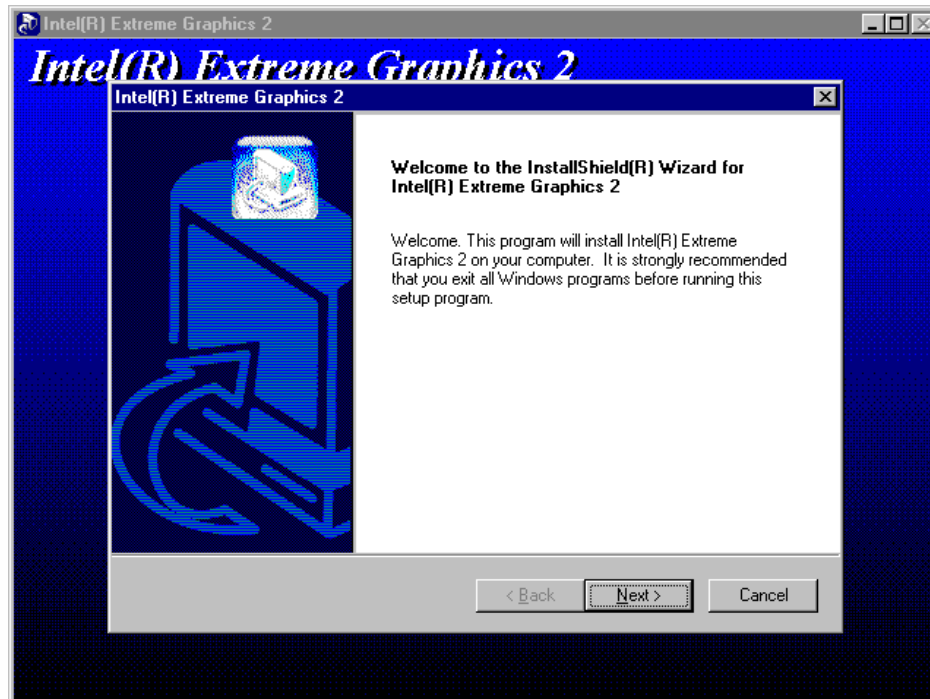 Intel(R) Extreme Graphics 2
Intel(R) Extreme Graphics 2
Intel(R) Extreme Graphics 2
Welcome to the InstallShield(R) Wizard for
Intel(R) Extreme Graphics 2
Welcome. This program will install Intel(R) Extreme
Graphics 2 on your computer.  It is strongly recommended
that you exit all Windows programs before running this
setup program.
< Back
Next >
Cancel